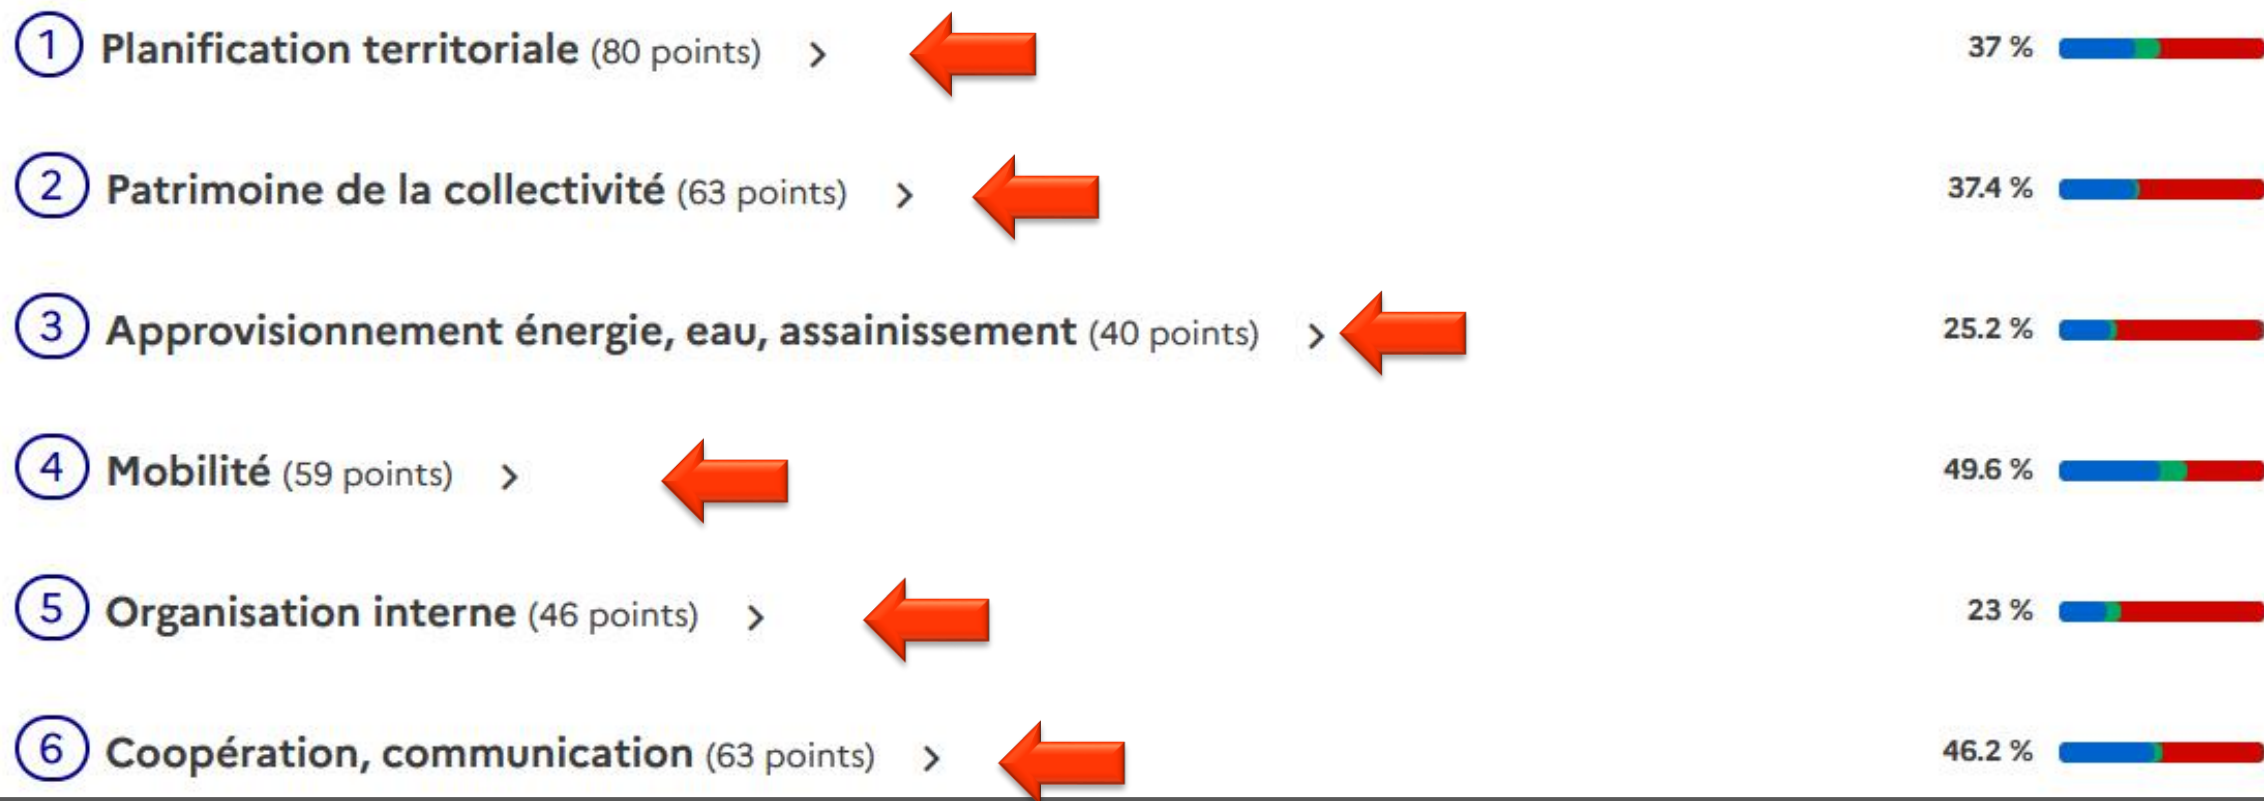 1 Planification territoriale (80 points) > 37 %
2 Patrimoine de la collectivité (63 points) > 37.4 %
3 Approvisionnement énergie, eau, assainissement (40 points) > 25.2 %
4 Mobilité (59 points) > 49.6 %
5 Organisation interne (46 points) > 23 %
6 Coopération, communication (63 points) > 46.2 %